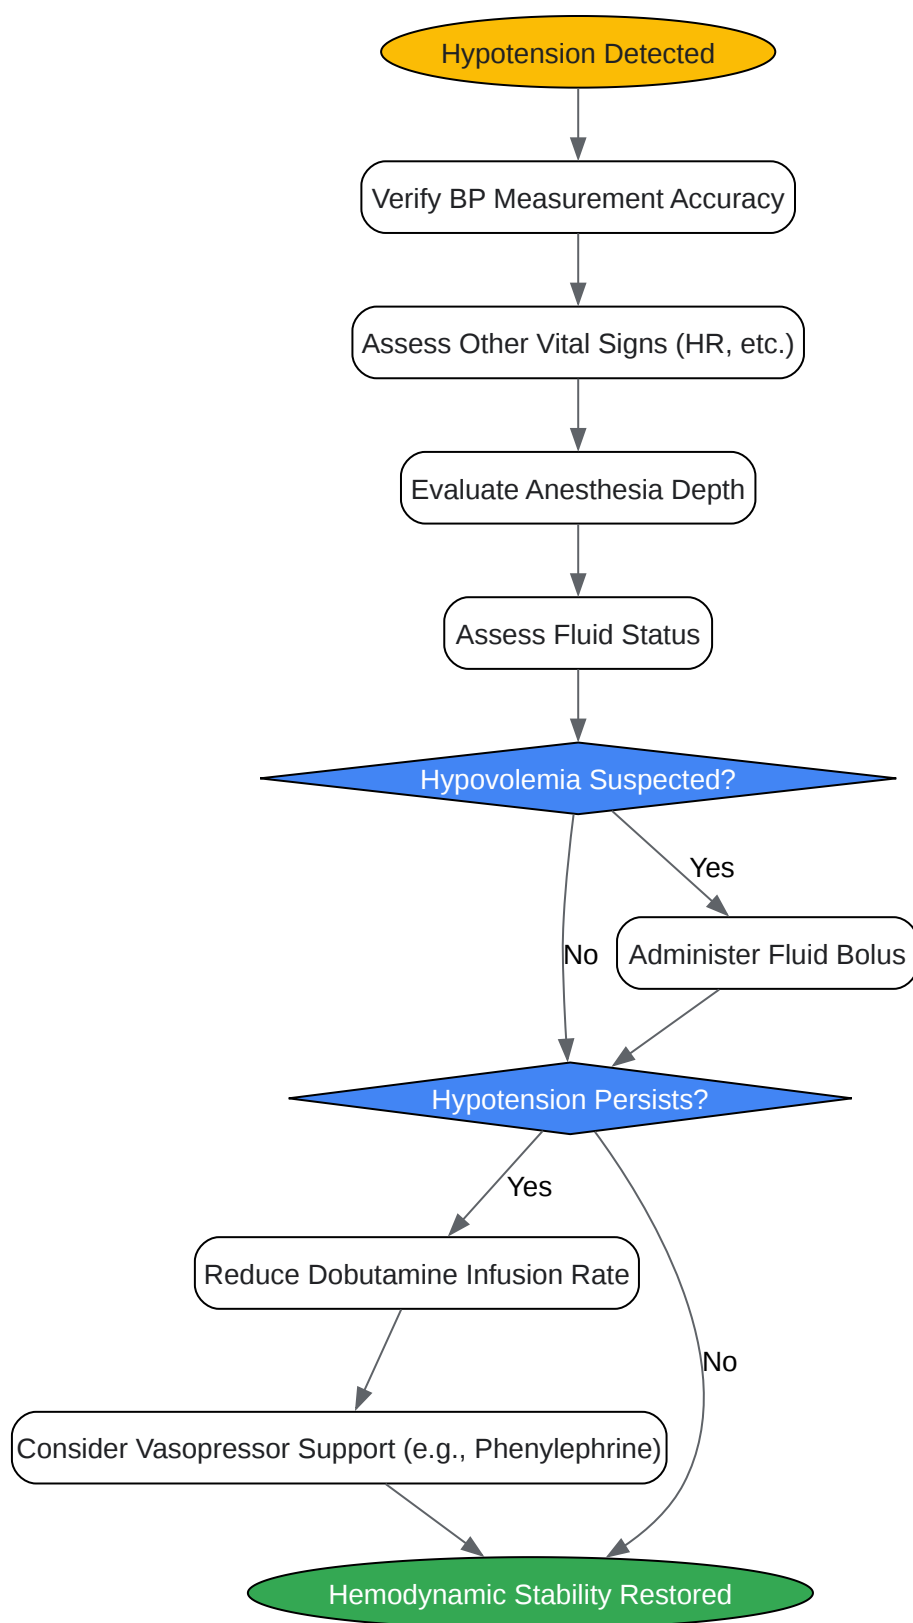 Hypotension Detected
Verify BP Measurement Accuracy
Assess Other Vital Signs (HR, etc.)
Evaluate Anesthesia Depth
Assess Fluid Status
Hypovolemia Suspected?
Yes
No
Administer Fluid Bolus
Hypotension Persists?
Yes
Reduce Dobutamine Infusion Rate
No
Consider Vasopressor Support (e.g., Phenylephrine)
Hemodynamic Stability Restored